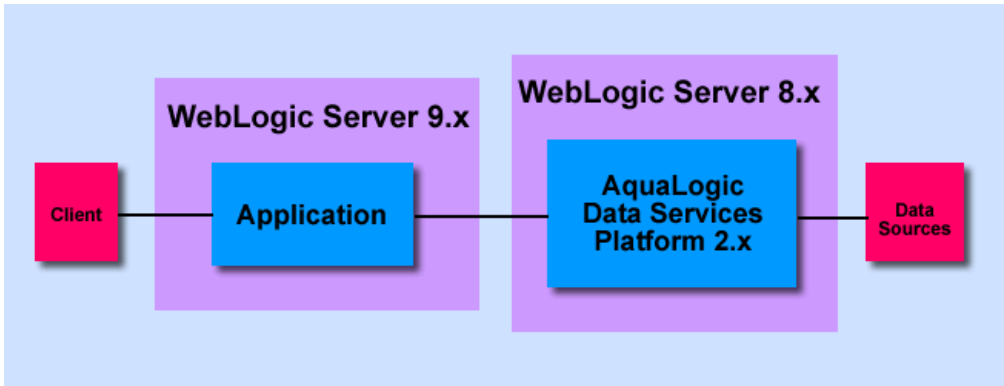 WebLogic Server 9.x
WebLogic Server 8.x
Client
Application
AquaLogic
Data Services
Platform 2.x
Data
Sources